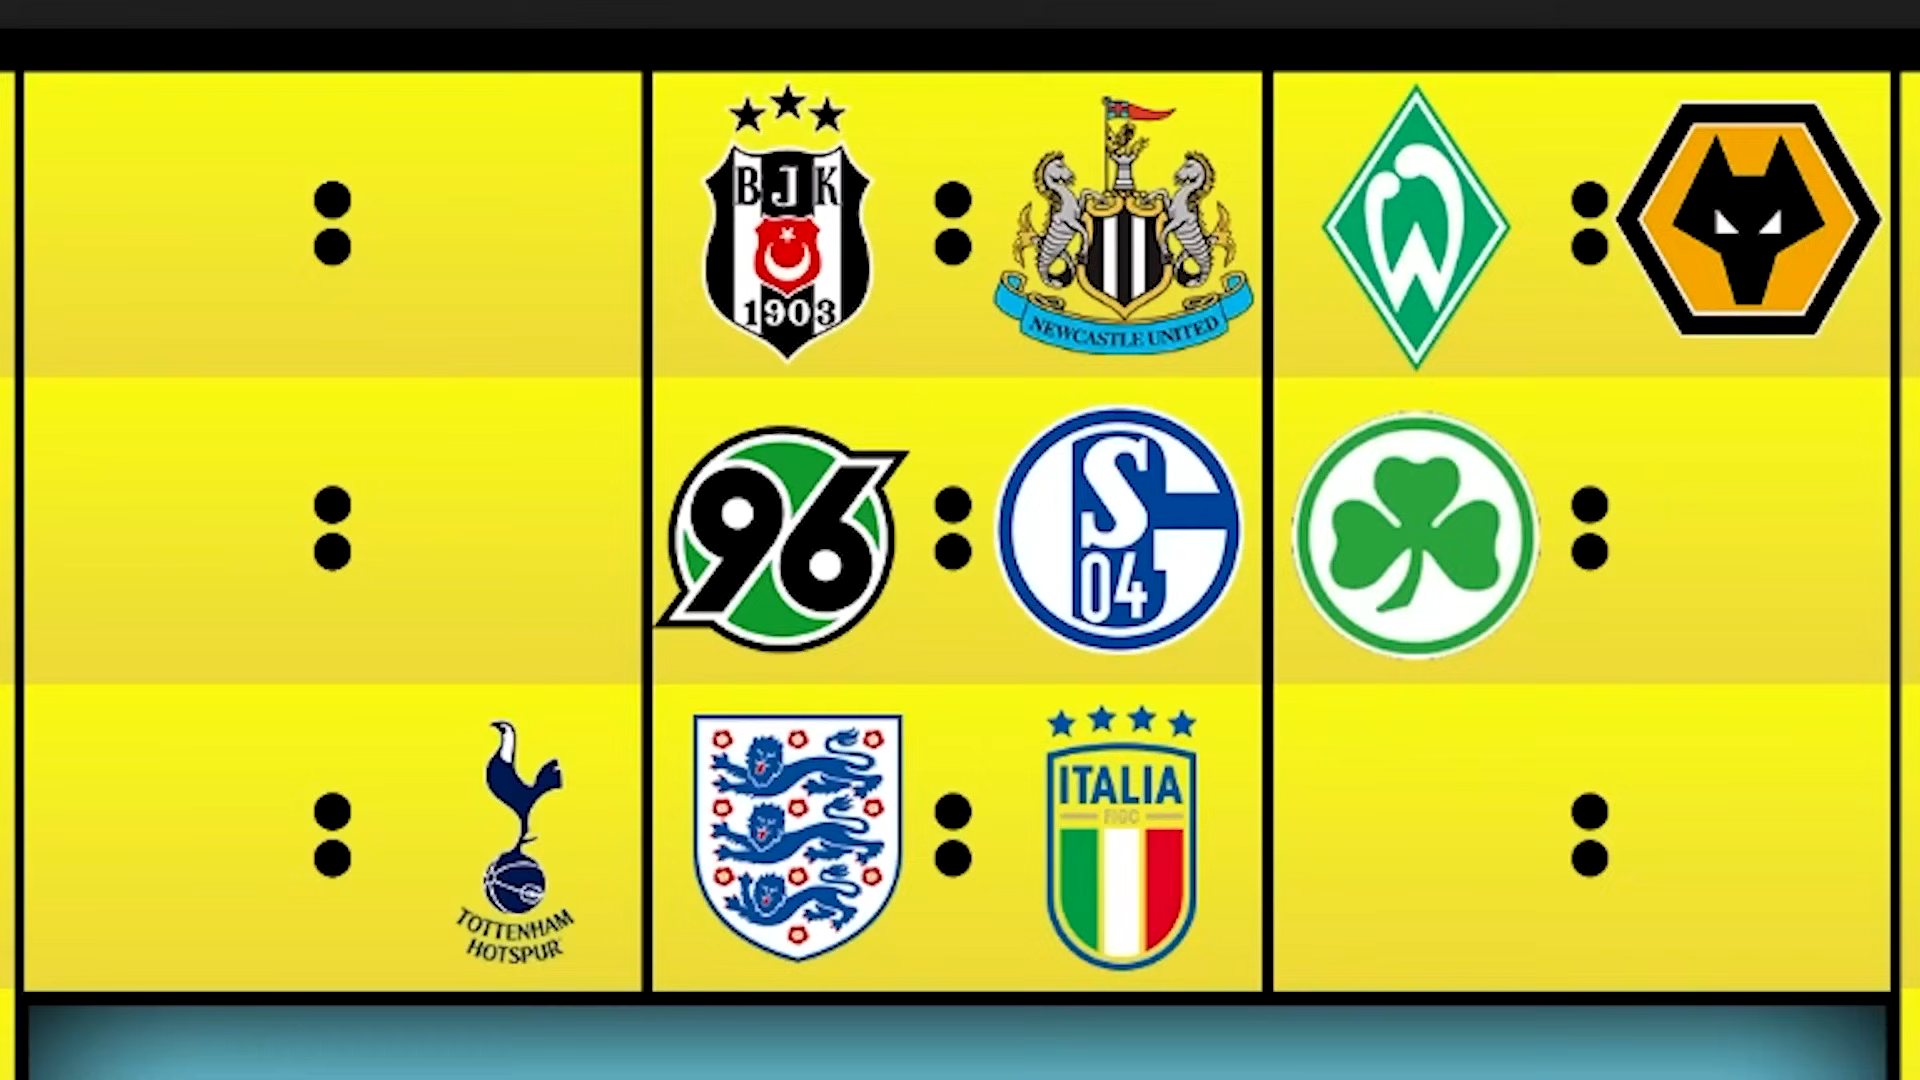 BJK
1903
NEWCASTLE UNITED
W
96
S
04
TOTTENHAM
HOTSPUR
ITALIA
FIGC